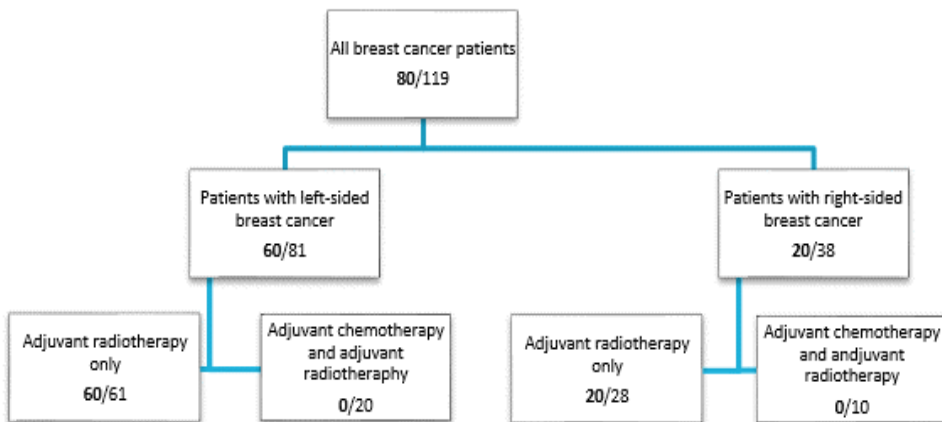 All breast cancer patients
80/119
Patients with left-sided
breast cancer
60/81
Patients with right-sided
breast cancer
20/38
Adjuvant radiotherapy
only
60/61
Adjuvant chemotherapy
and adjuvant
radiotheraphy
0/20
Adjuvant radiotherapy
only
20/28
Adjuvant chemotherapy
and andjuvant
radiotherapy
0/10